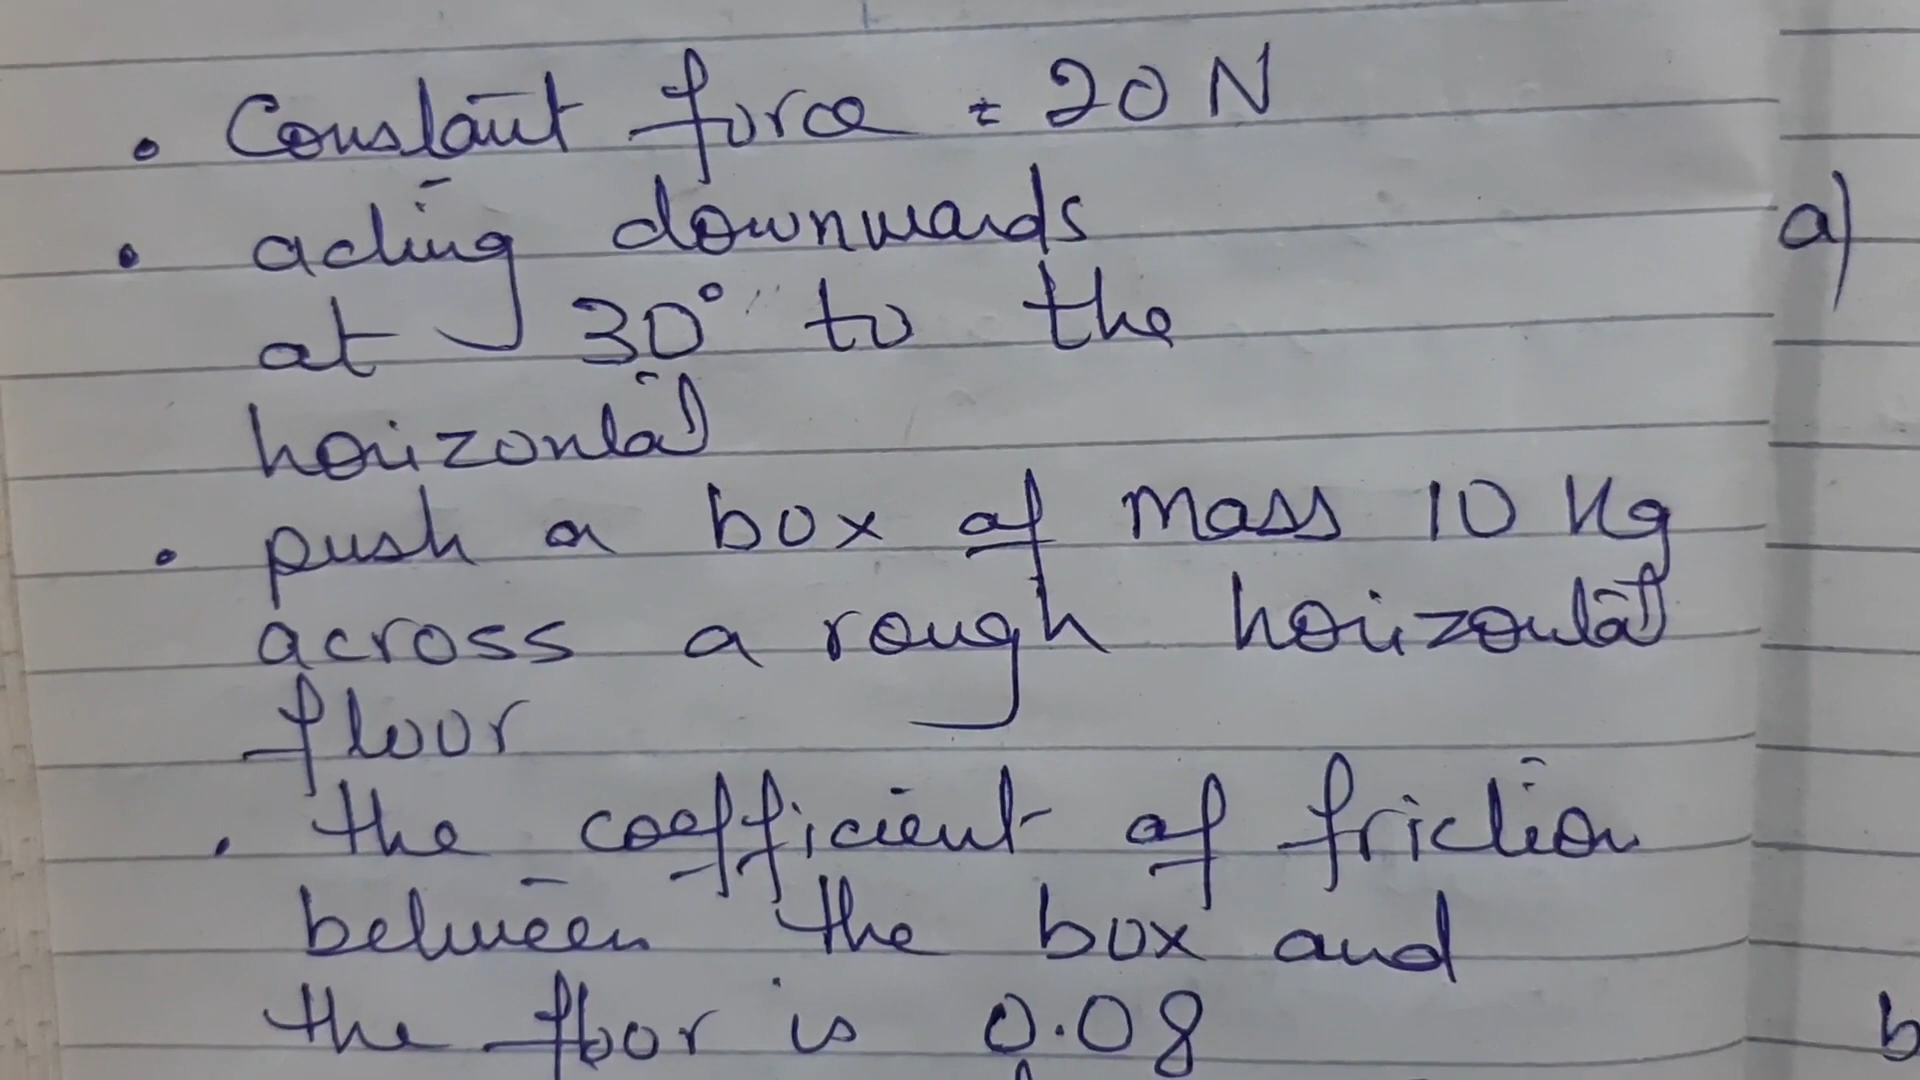 • Constant force = 20 N
• acting downwards
at 30° to the
horizontal
• push a box of mass 10 Kg
across a rough horizontal
floor
• the coefficient of friction
between the box and
the floor is 0.08
a)
b